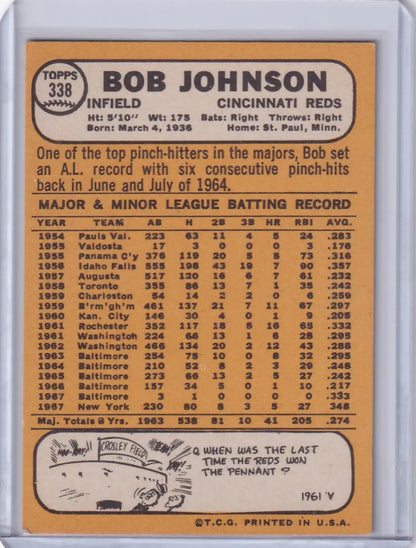 TOPPS
338
BOB JOHNSON
INFIELD CINCINNATI REDS
Ht: 5'10" Wt: 175 Bats: Right Throws: Right
Born: March 4, 1936 Home: St. Paul, Minn.
One of the top pinch-hitters in the majors, Bob set
an A.L. record with six consecutive pinch-hits
back in June and July of 1964.
MAJOR & MINOR LEAGUE BATTING RECORD
YEAR TEAM AB H 2B 3B HR RBI AVG.
1954 Pauls Val. 223 63 11 4 5 24 .283
1955 Valdosta 17 3 0 0 0 3 .176
1955 Panama C'y 376 119 20 5 8 73 .316
1956 Idaho Falls 555 198 43 19 7 90 .357
1957 Augusta 517 120 16 6 7 61 .232
1958 Toronto 355 86 13 7 1 35 .242
1959 Charleston 54 14 2 2 0 6 .259
1959 B'rm'gh'm 461 137 21 7 11 67 .297
1960 Kan. City 146 30 4 0 1 9 .205
1961 Rochester 352 117 18 5 16 65 .332
1961 Washington 224 66 13 1 6 28 .295
1962 Washington 466 134 20 2 12 43 .288
1963 Baltimore 254 75 10 0 8 32 .295
1964 Baltimore 210 52 8 2 3 29 .248
1965 Baltimore 273 66 13 2 5 27 .242
1966 Baltimore 157 34 5 0 1 10 .217
1967 Baltimore 3 1 0 0 0 0 .333
1967 New York 230 80 8 3 5 27 .348
Maj. Totals 8 Yrs. 1963 538 81 10 41 205 .274
CROSLEY FIELD
Q WHEN WAS THE LAST
TIME THE REDS WON
THE PENNANT?
A. 1961
©T.C.G. PRINTED IN U.S.A.